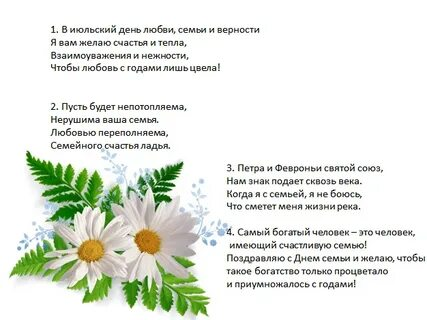 1. В июльский день любви, семьи и верности
Я вам желаю счастья и тепла,
Взаимоуважения и нежности,
Чтобы любовь с годами лишь цвела!
2. Пусть будет непотопляема,
Нерушима ваша семья.
Любовью переполняема,
Семейного счастья ладья.
3. Петра и Февроньи святой союз,
Нам знак подает сквозь века.
Когда я с семьей, я не боюсь,
Что сметет меня жизни река.
4. Самый богатый человек – это человек,
имеющий счастливую семью!
Поздравляю с Днем семьи и желаю, чтобы
такое богатство только процветало
и приумножалось с годами!